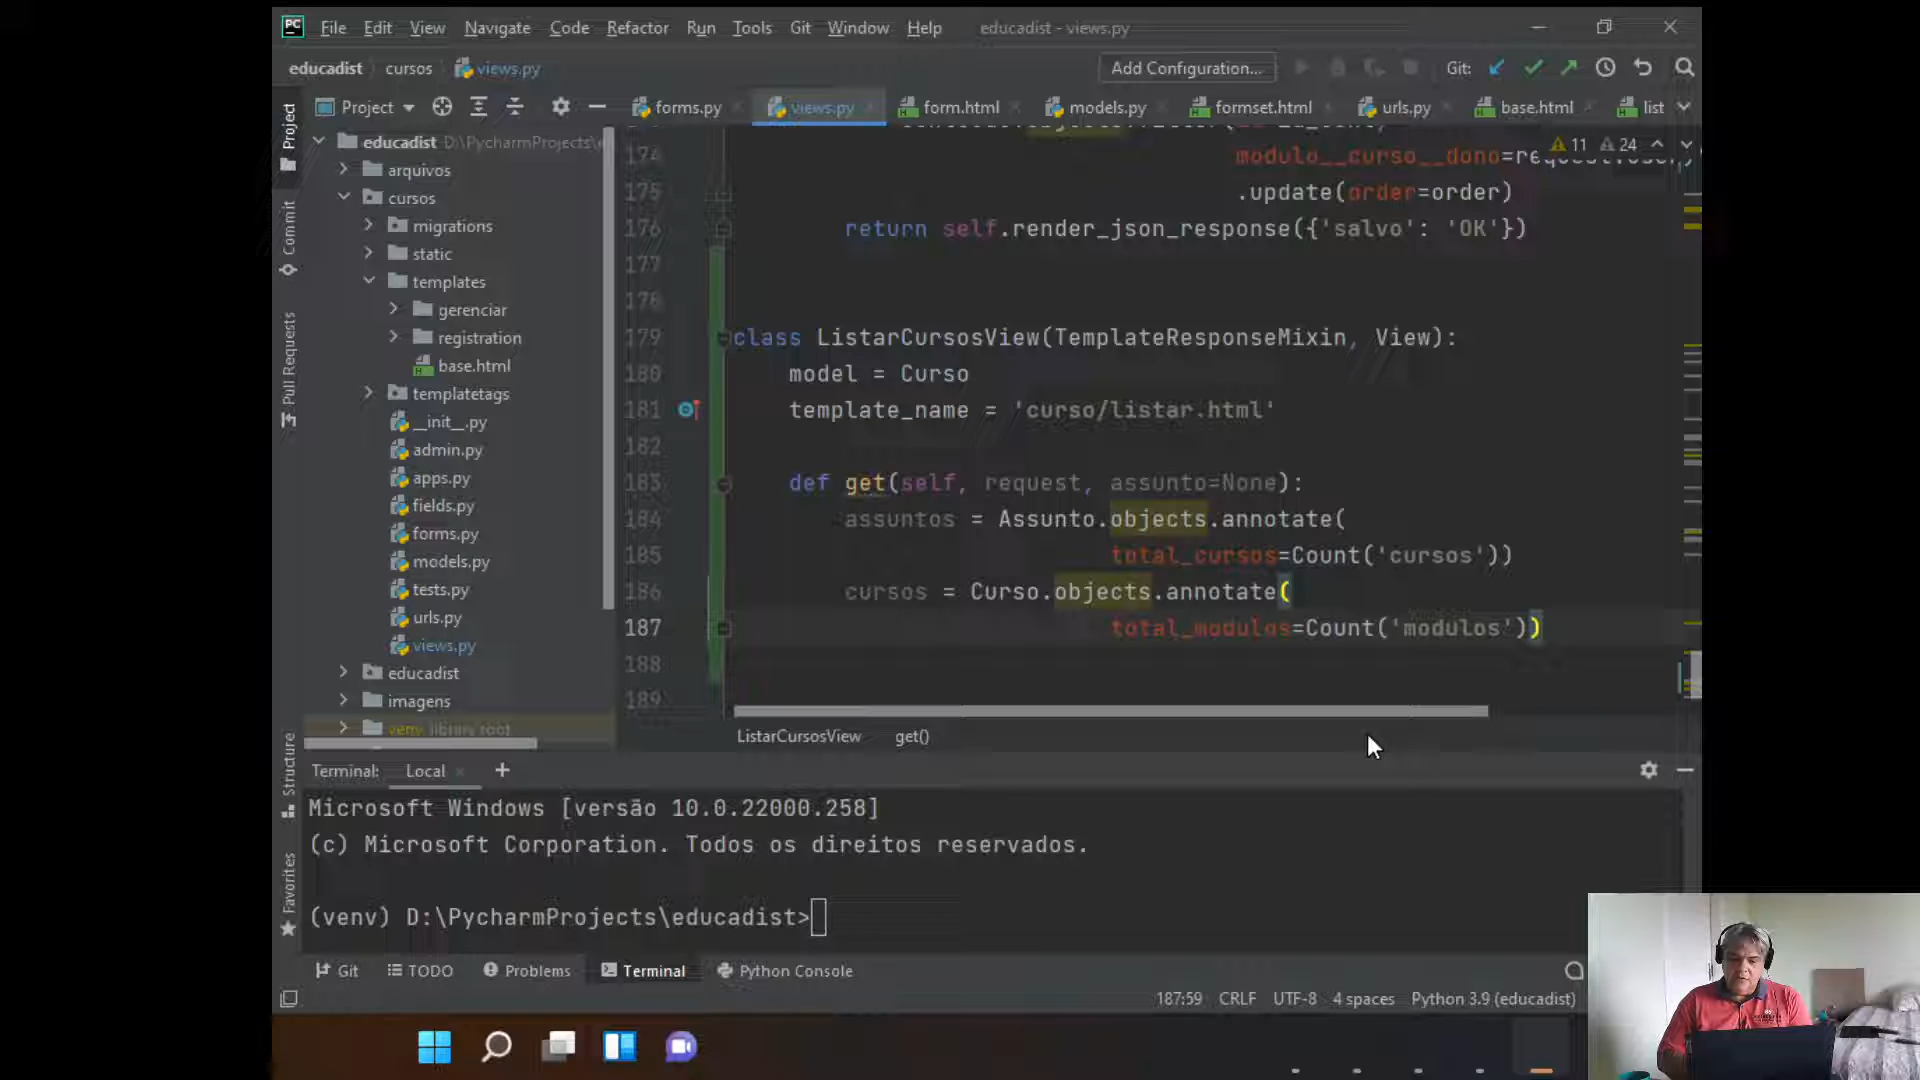 File Edit View Navigate Code Refactor Run Tools Git Window Help educadist - views.py
educadist cursos views.py Add Configuration... Git:
Project forms.py views.py form.html models.py formset.html urls.py base.html list
Project
Commit
Pull Requests
Structure
Favorites
educadist D:\PycharmProjects\e
arquivos
cursos
migrations
static
templates
gerenciar
registration
base.html
templatetags
__init__.py
admin.py
apps.py
fields.py
forms.py
models.py
tests.py
urls.py
views.py
educadist
imagens
venv library root
11 24
174 modulo__curso__dono=request.user,
175 .update(order=order)
176 return self.render_json_response({'salvo': 'OK'})
177
178
179 class ListarCursosView(TemplateResponseMixin, View):
180 model = Curso
181 template_name = 'curso/listar.html'
182
183 def get(self, request, assunto=None):
184 assuntos = Assunto.objects.annotate(
185 total_cursos=Count('cursos'))
186 cursos = Curso.objects.annotate(
187 total_modulos=Count('modulos'))
188
189
ListarCursosView get()
Terminal: Local
Microsoft Windows [versão 10.0.22000.258]
(c) Microsoft Corporation. Todos os direitos reservados.
(venv) D:\PycharmProjects\educadist>
Git TODO Problems Terminal Python Console
187:59 CRLF UTF-8 4 spaces Python 3.9 (educadist)